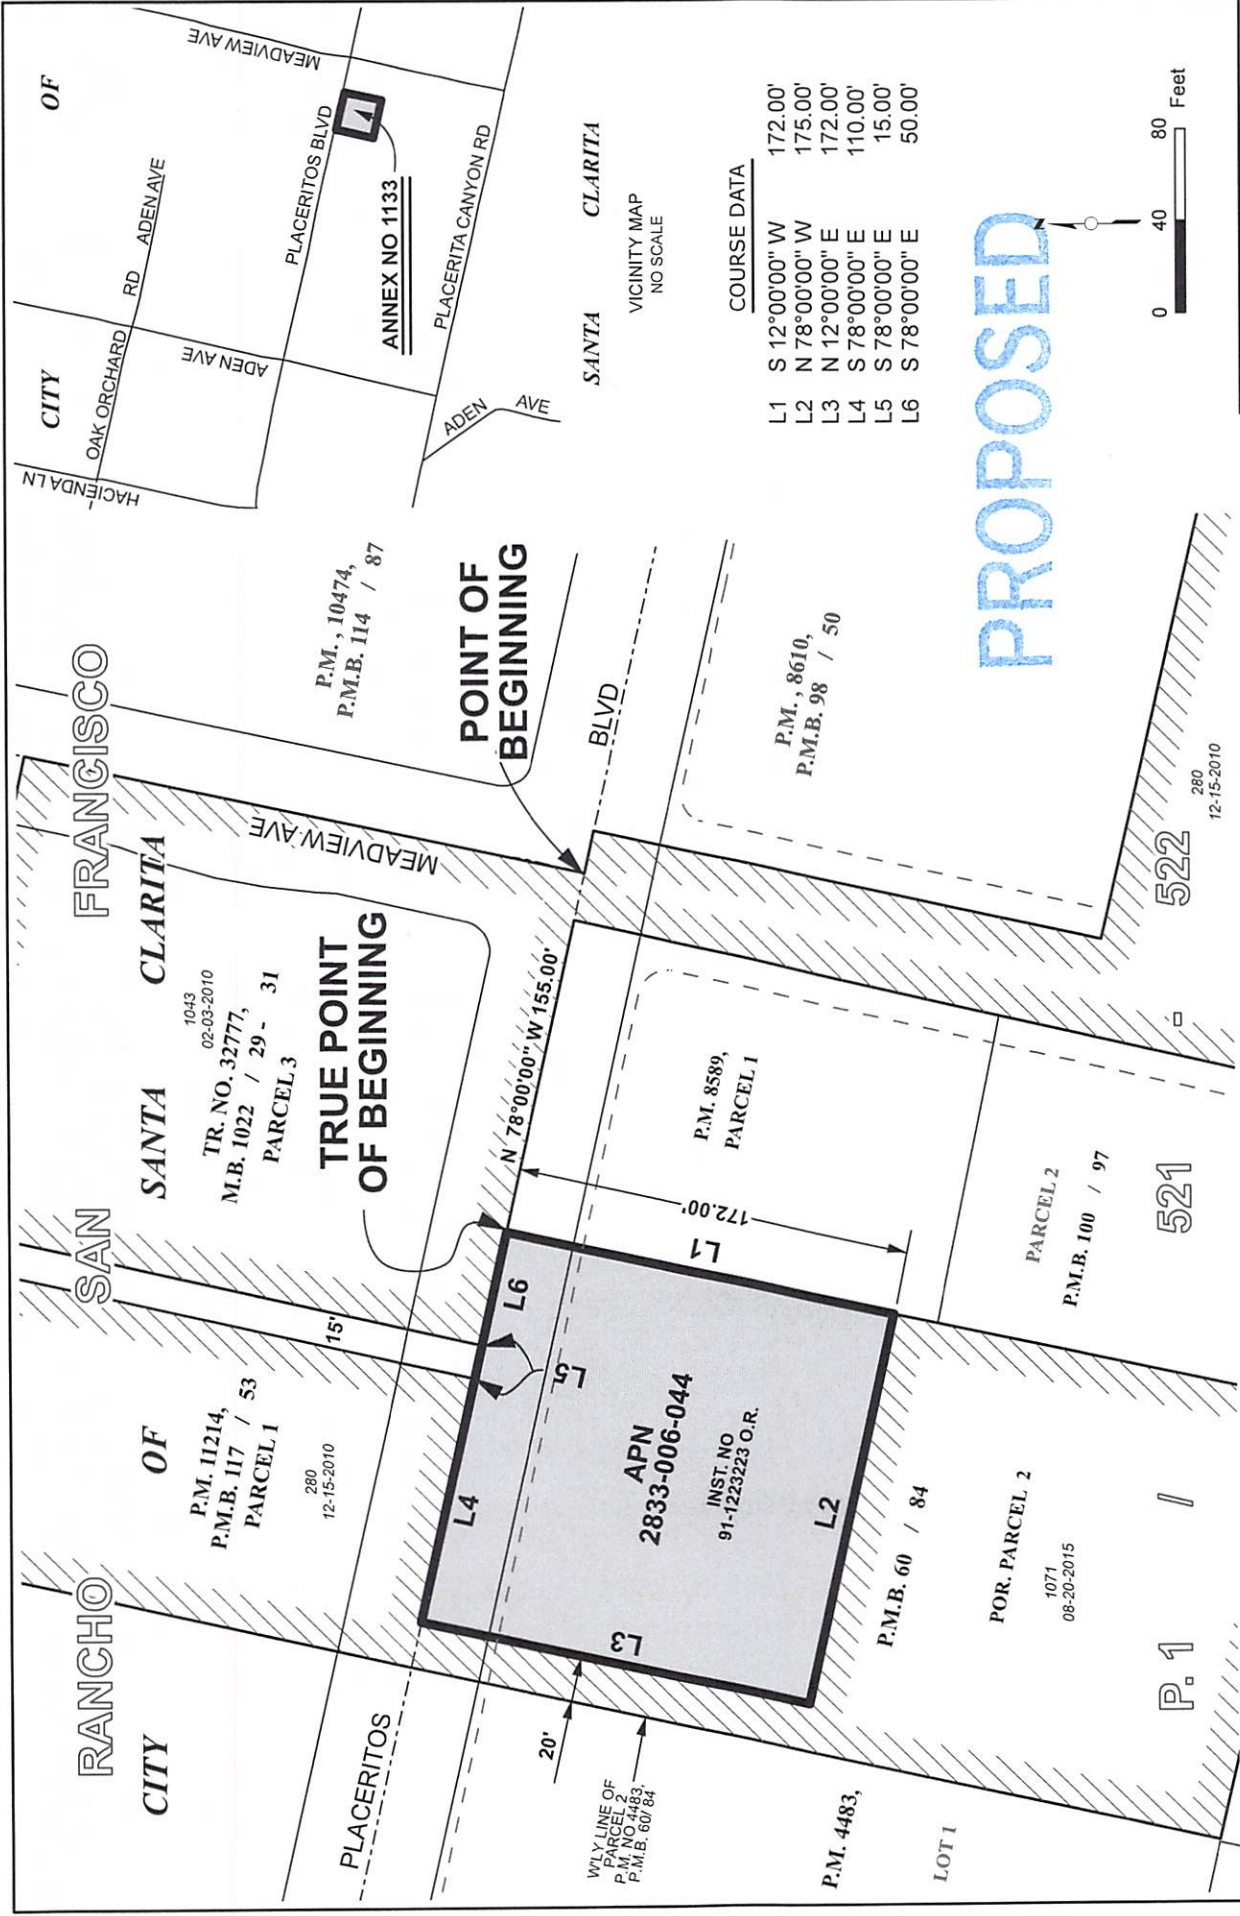 RANCHO SAN FRANCISCO
CITY OF SANTA CLARITA
P.M. 11214,
P.M.B. 117 / 53
PARCEL 1
280
12-15-2010
1043
02-03-2010
TR. NO. 32777,
M.B. 1022 / 29 - 31
PARCEL 3
15'
MEADVIEW AVE
P.M. , 10474,
P.M.B. 114 / 87
TRUE POINT
OF BEGINNING
POINT OF
BEGINNING
PLACERITOS
BLVD
N 78°00'00" W 155.00'
L4
L5
L6
L3
L1
L2
172.00'
20'
W'LY LINE OF
PARCEL 2
P.M. NO 4483,
P.M.B. 60/ 84
APN
2833-006-044
INST. NO
91-1223223 O.R.
P.M. 8589,
PARCEL 1
P.M. , 8610,
P.M.B. 98 / 50
P.M. 4483,
LOT 1
P.M.B. 60 / 84
POR. PARCEL 2
1071
08-20-2015
PARCEL 2
P.M.B. 100 / 97
P. 1 / 521 - 522
280
12-15-2010
CITY OF
HACIENDA LN
OAK ORCHARD RD
ADEN AVE
ADEN AVE
MEADVIEW AVE
PLACERITOS BLVD
ANNEX NO 1133
PLACERITA CANYON RD
ADEN AVE
SANTA CLARITA
VICINITY MAP
NO SCALE
COURSE DATA
L1 S 12°00'00" W 172.00'
L2 N 78°00'00" W 175.00'
L3 N 12°00'00" E 172.00'
L4 S 78°00'00" E 110.00'
L5 S 78°00'00" E 15.00'
L6 S 78°00'00" E 50.00'
PROPOSED
N
0 40 80
Feet